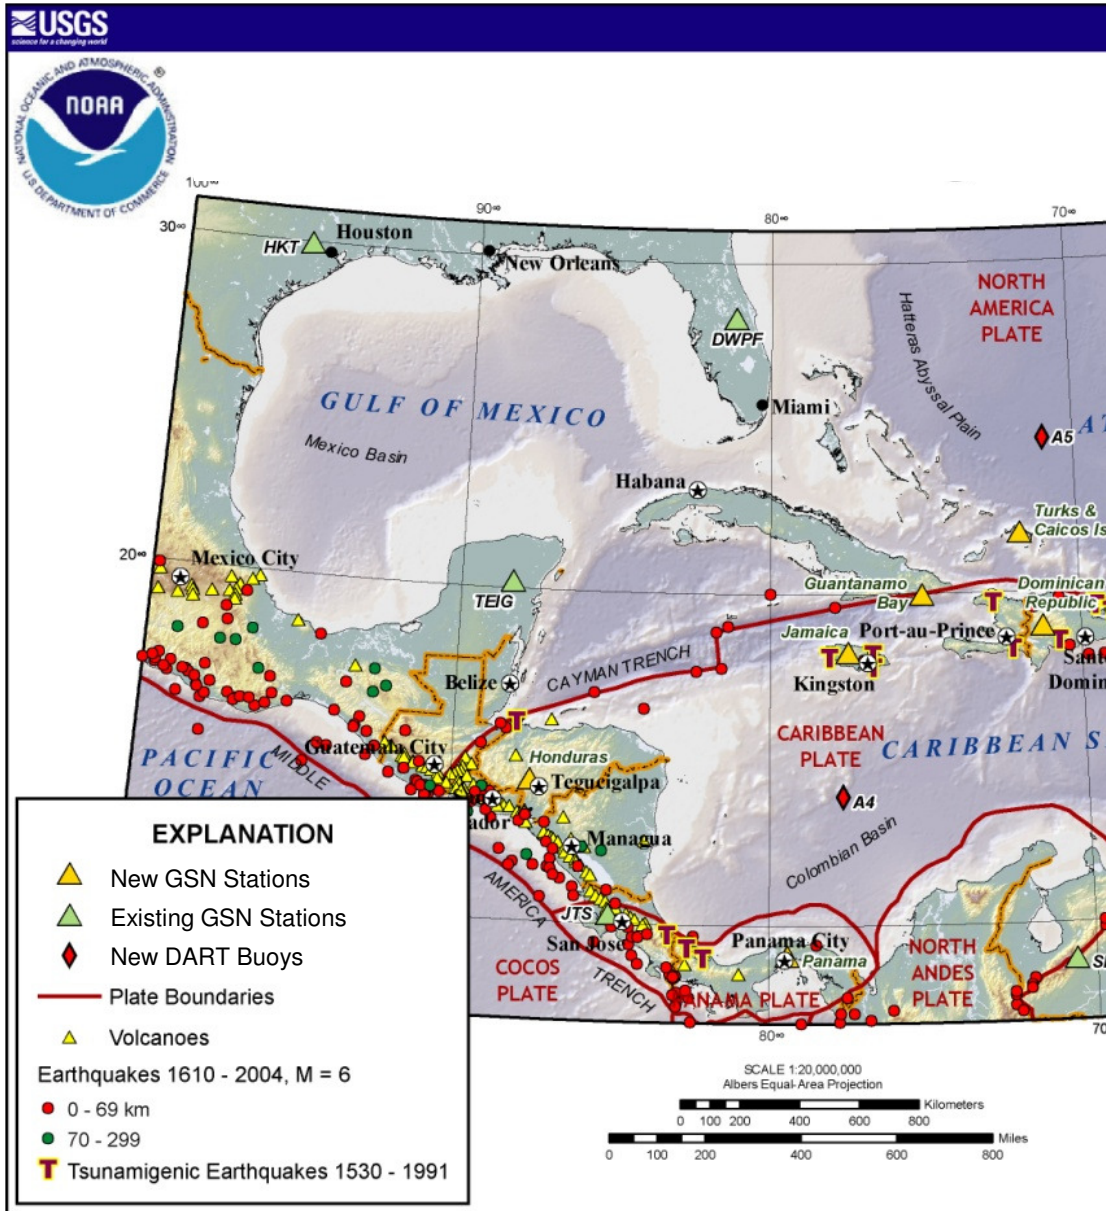 USGS
science for a changing world
NATIONAL OCEANIC AND ATMOSPHERIC ADMINISTRATION
U.S. DEPARTMENT OF COMMERCE
NOAA
®
100∞
90∞
80∞
70∞
30∞
HKT
Houston
New Orleans
DWPF
Miami
NORTH
AMERICA
PLATE
Hatteras Abyssal Plain
GULF OF MEXICO
Mexico Basin
AT
A5
Habana
Turks &
Caicos Is
20∞
Mexico City
TEIG
Guantanamo
Bay
Dominican
Republic
Jamaica
Port-au-Prince
Kingston
Sant
Domin
Belize
CAYMAN TRENCH
CARIBBEAN
PLATE
CARIBBEAN S
PACIFIC
OCEAN
MIDDLE
Guatemala City
Honduras
Tegucigalpa
A4
ador
Managua
Colombian Basin
AMERICA
JTS
San Jose
COCOS
PLATE
TRENCH
Panama City
Panama
ANAMA PLATE
NORTH
ANDES
PLATE
80∞
70
EXPLANATION
New GSN Stations
Existing GSN Stations
New DART Buoys
Plate Boundaries
Volcanoes
Earthquakes 1610 - 2004, M = 6
0 - 69 km
70 - 299
T Tsunamigenic Earthquakes 1530 - 1991
SCALE 1:20,000,000
Albers Equal-Area Projection
Kilometers
0 100 200 400 600 800
Miles
0 100 200 400 600 800